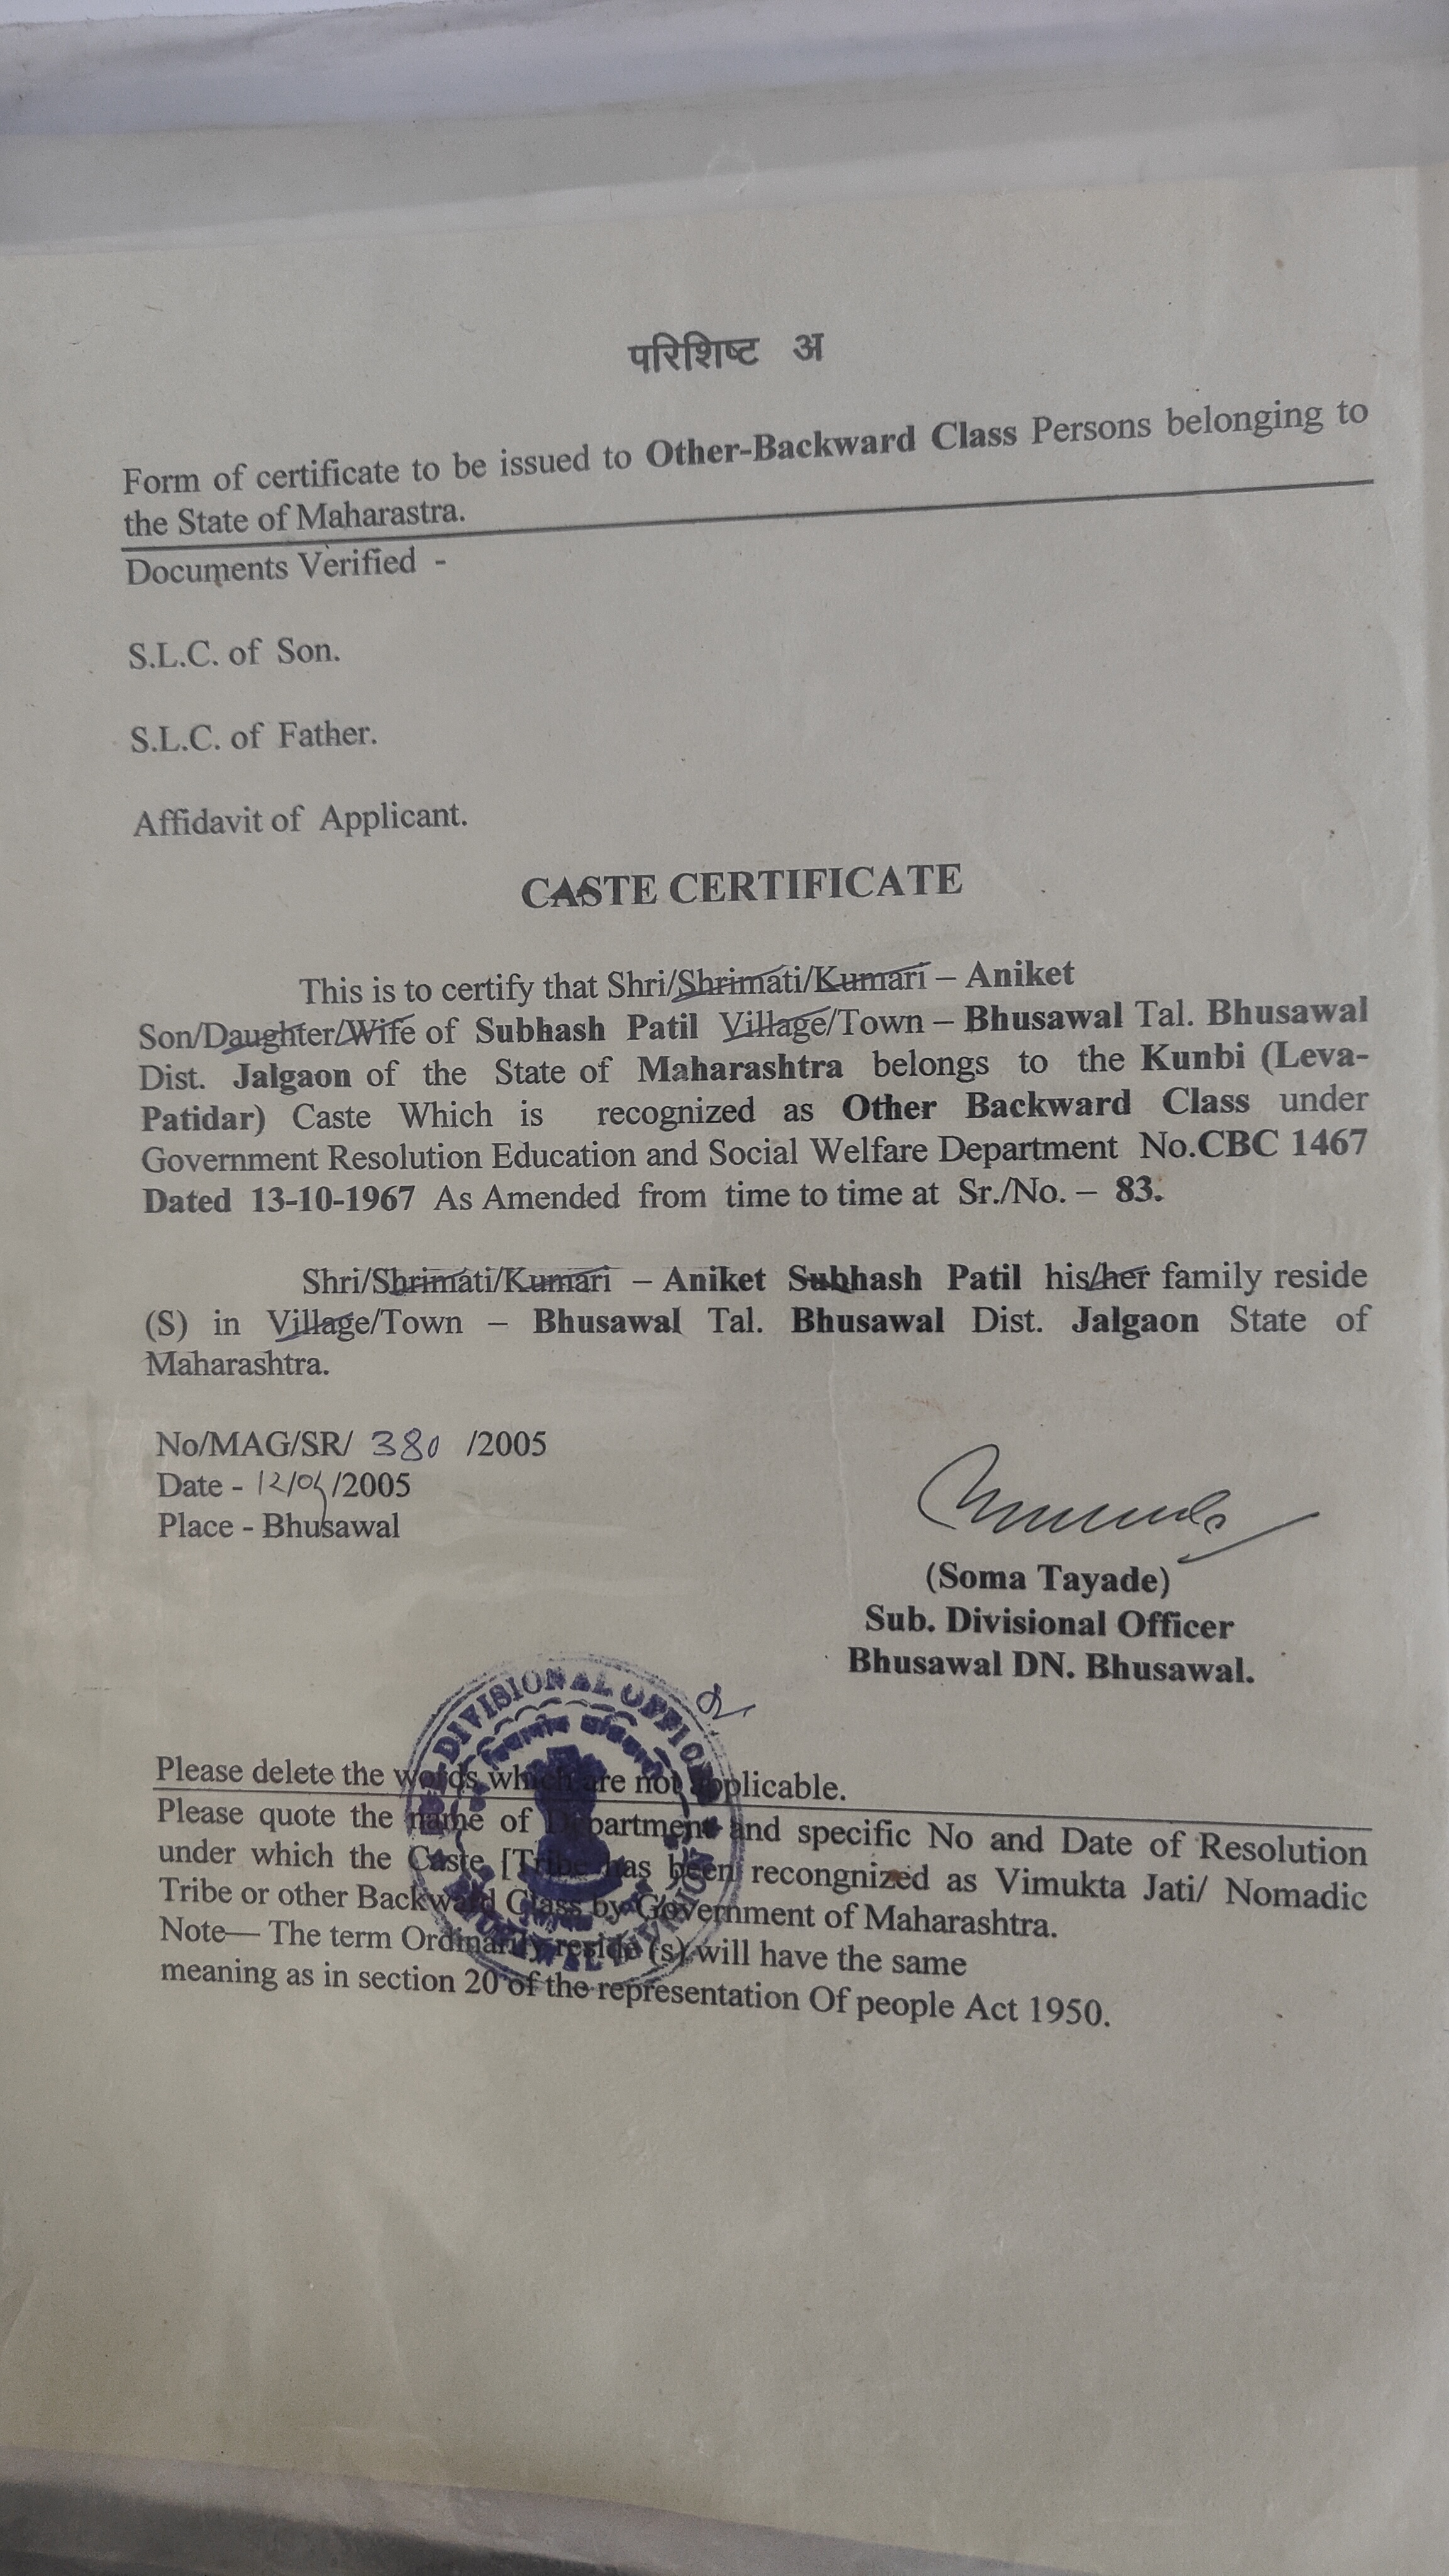 परिशिष्ट अ
Form of certificate to be issued to Other-Backward Class Persons belonging to
the State of Maharastra.
Documents Verified -
S.L.C. of Son.
S.L.C. of Father.
Affidavit of Applicant.
CASTE CERTIFICATE
This is to certify that Shri/Shrimati/Kumari – Aniket
Son/Daughter/Wife of Subhash Patil Village/Town – Bhusawal Tal. Bhusawal
Dist. Jalgaon of the State of Maharashtra belongs to the Kunbi (Leva-
Patidar) Caste Which is recognized as Other Backward Class under
Government Resolution Education and Social Welfare Department No.CBC 1467
Dated 13-10-1967 As Amended from time to time at Sr./No. – 83.
Shri/Shrimati/Kumari – Aniket Subhash Patil his/her family reside
(S) in Village/Town – Bhusawal Tal. Bhusawal Dist. Jalgaon State of
Maharashtra.
No/MAG/SR/ 380 /2005
Date - 12/ /2005
Place - Bhusawal
(Soma Tayade)
Sub. Divisional Officer
Bhusawal DN. Bhusawal.
DIVISIONAL
Please delete the words which are not applicable.
Please quote the name of Department and specific No and Date of Resolution
under which the Caste [Tribe has been recongnized as Vimukta Jati/ Nomadic
Tribe or other Backward Class by Government of Maharashtra.
Note— The term Ordinarily reside (s) will have the same
meaning as in section 20 of the representation Of people Act 1950.